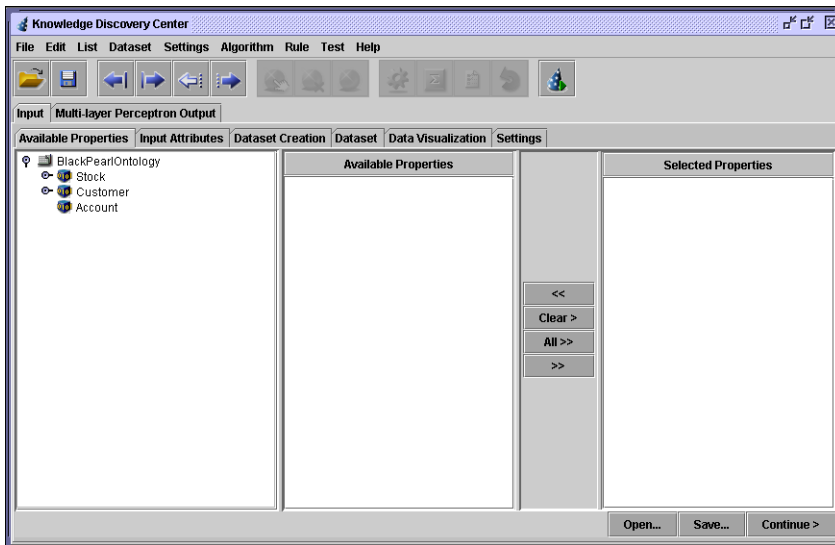 Knowledge Discovery Center
File Edit List Dataset Settings Algorithm Rule Test Help
Input Multi-layer Perceptron Output
Available Properties Input Attributes Dataset Creation Dataset Data Visualization Settings
BlackPearlOntology
Stock
Customer
Account
Available Properties
<<
Clear >
All >>
>>
Selected Properties
Open... Save... Continue >